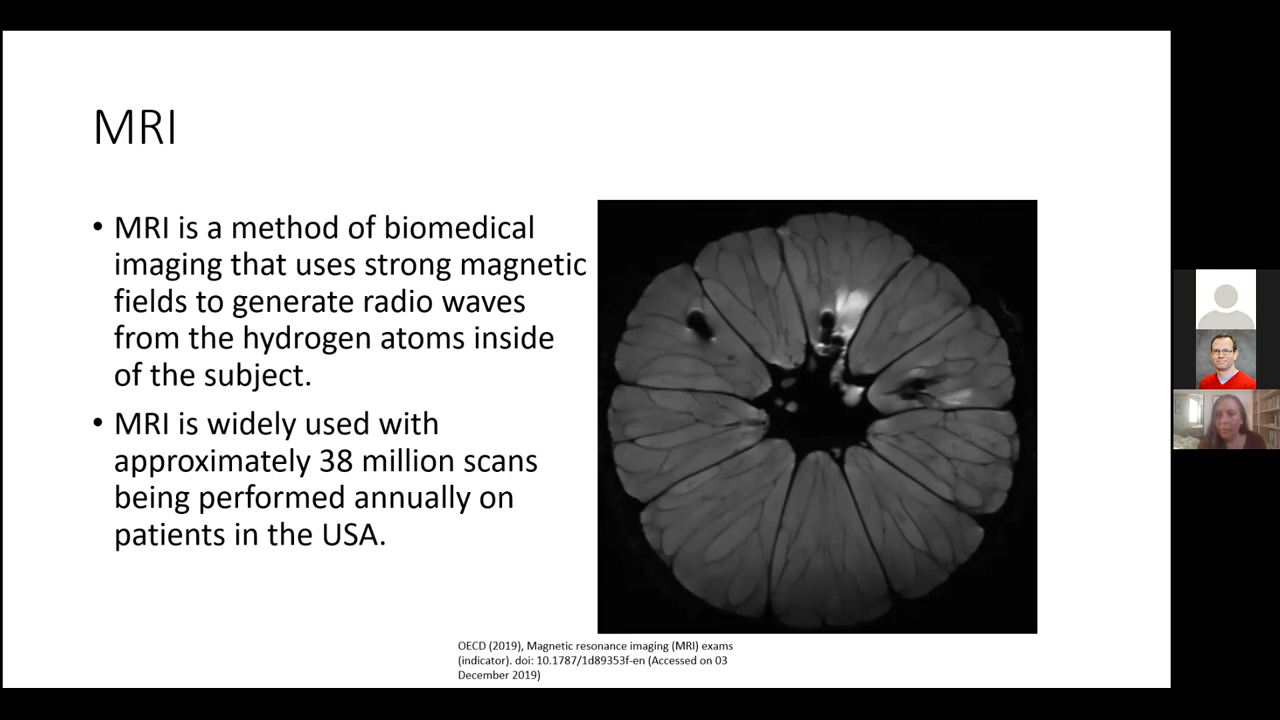 MRI
• MRI is a method of biomedical
imaging that uses strong magnetic
fields to generate radio waves
from the hydrogen atoms inside
of the subject.
• MRI is widely used with
approximately 38 million scans
being performed annually on
patients in the USA.
OECD (2019), Magnetic resonance imaging (MRI) exams
(indicator). doi: 10.1787/1d89353f-en (Accessed on 03
December 2019)